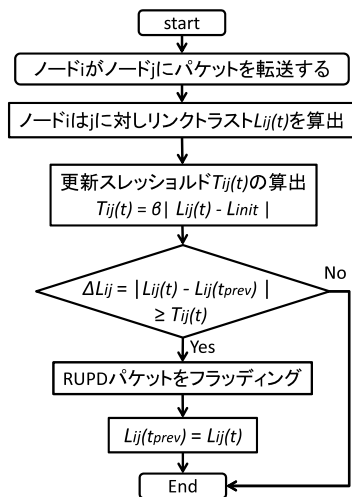 start
ノードiがノードjにパケットを転送する
ノードiはjに対しリンクトラストLij(t)を算出
更新スレッショルドTij(t)の算出
Tij(t) = β| Lij(t) - Linit |
ΔLij = |Lij(t) - Lij(tprev) |
≥ Tij(t)
No
Yes
RUPDパケットをフラッディング
Lij(tprev) = Lij(t)
End